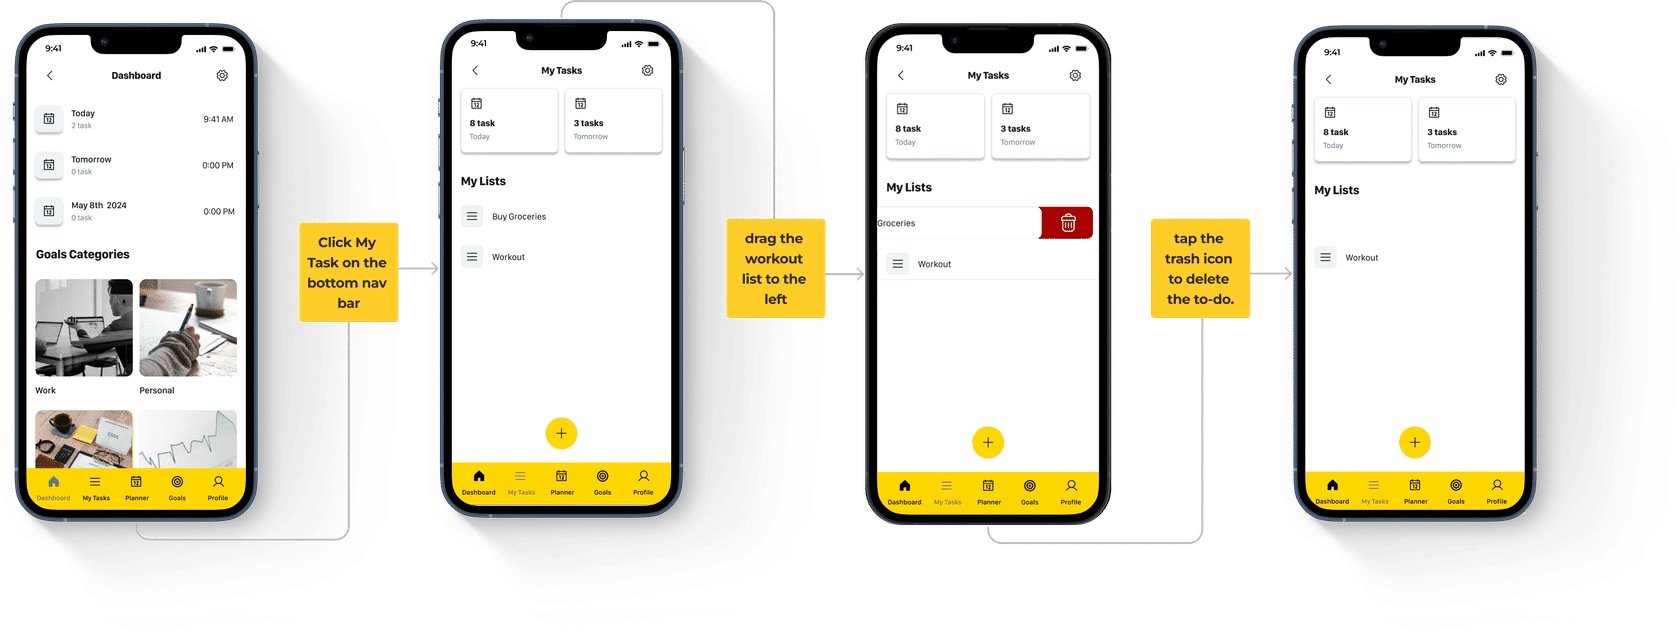 9:41
Dashboard
Today
2 task
9:41 AM
Tomorrow
0 task
0:00 PM
May 8th 2024
0 task
0:00 PM
Goals Categories
Work
Personal
Dashboard
My Tasks
Planner
Goals
Profile
Click My
Task on the
bottom nav
bar
9:41
My Tasks
12
8 task
Today
12
3 tasks
Tomorrow
My Lists
Buy Groceries
Workout
Dashboard
My Tasks
Planner
Goals
Profile
drag the
workout
list to the
left
9:41
My Tasks
12
8 task
Today
12
3 tasks
Tomorrow
My Lists
Groceries
Workout
Dashboard
My Tasks
Planner
Goals
Profile
tap the
trash icon
to delete
the to-do.
9:41
My Tasks
12
8 task
Today
12
3 tasks
Tomorrow
My Lists
Workout
Dashboard
My Tasks
Planner
Goals
Profile